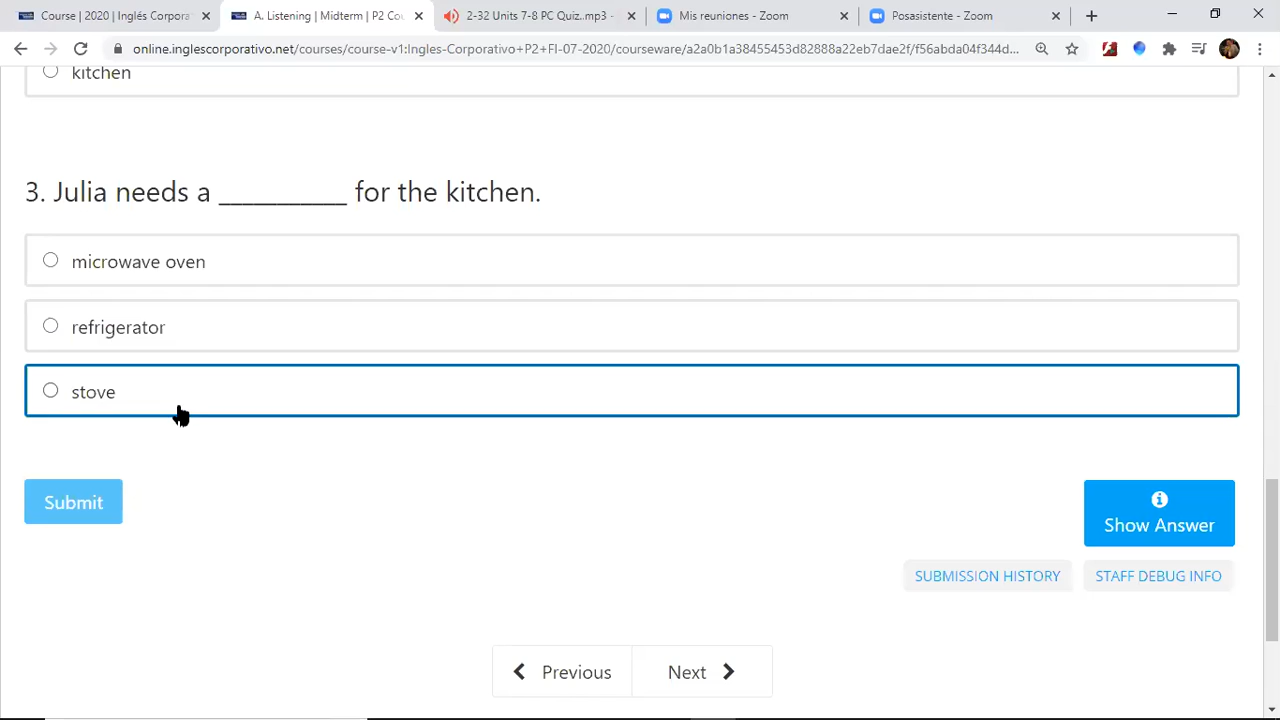 Course | 2020 | Inglés Corpora
A. Listening | Midterm | P2 Cou
2-32 Units 7-8 PC Quiz..mp3 -
Mis reuniones - Zoom
Posasistente - Zoom
online.inglescorporativo.net/courses/course-v1:Ingles-Corporativo+P2+FI-07-2020/courseware/a2a0b1a38455453d82888a22eb7dae2f/f56abda04f344d...
kitchen
3. Julia needs a ____________ for the kitchen.
microwave oven
refrigerator
stove
Submit
Show Answer
SUBMISSION HISTORY
STAFF DEBUG INFO
Previous
Next